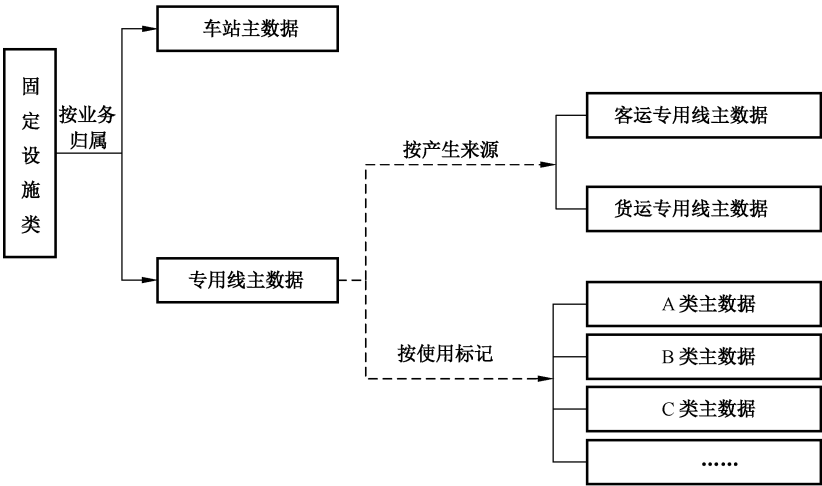 固定设施类
按业务
归属
车站主数据
专用线主数据
按产生来源
客运专用线主数据
货运专用线主数据
按使用标记
A 类主数据
B 类主数据
C 类主数据
……